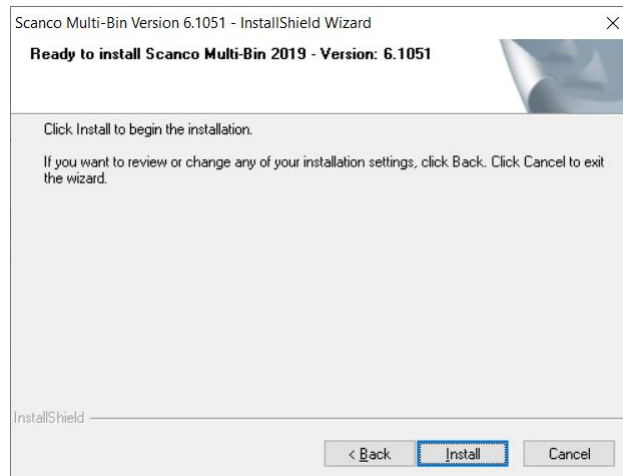 Scanco Multi-Bin Version 6.1051 - InstallShield Wizard
Ready to install Scanco Multi-Bin 2019 - Version: 6.1051
Click Install to begin the installation.
If you want to review or change any of your installation settings, click Back. Click Cancel to exit
the wizard.
InstallShield
< Back Install Cancel